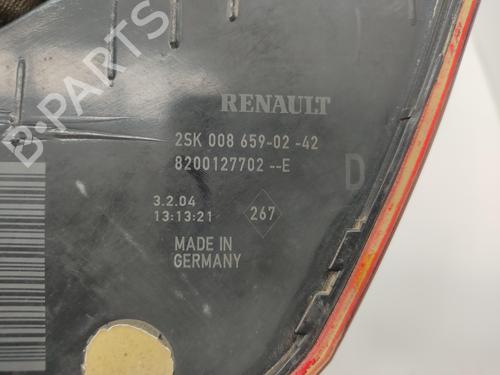 RENAULT
2SK 008 659-02-42
8200127702--E
D
3.2.04
13:13:21
267
MADE IN
GERMANY
B-PARTS